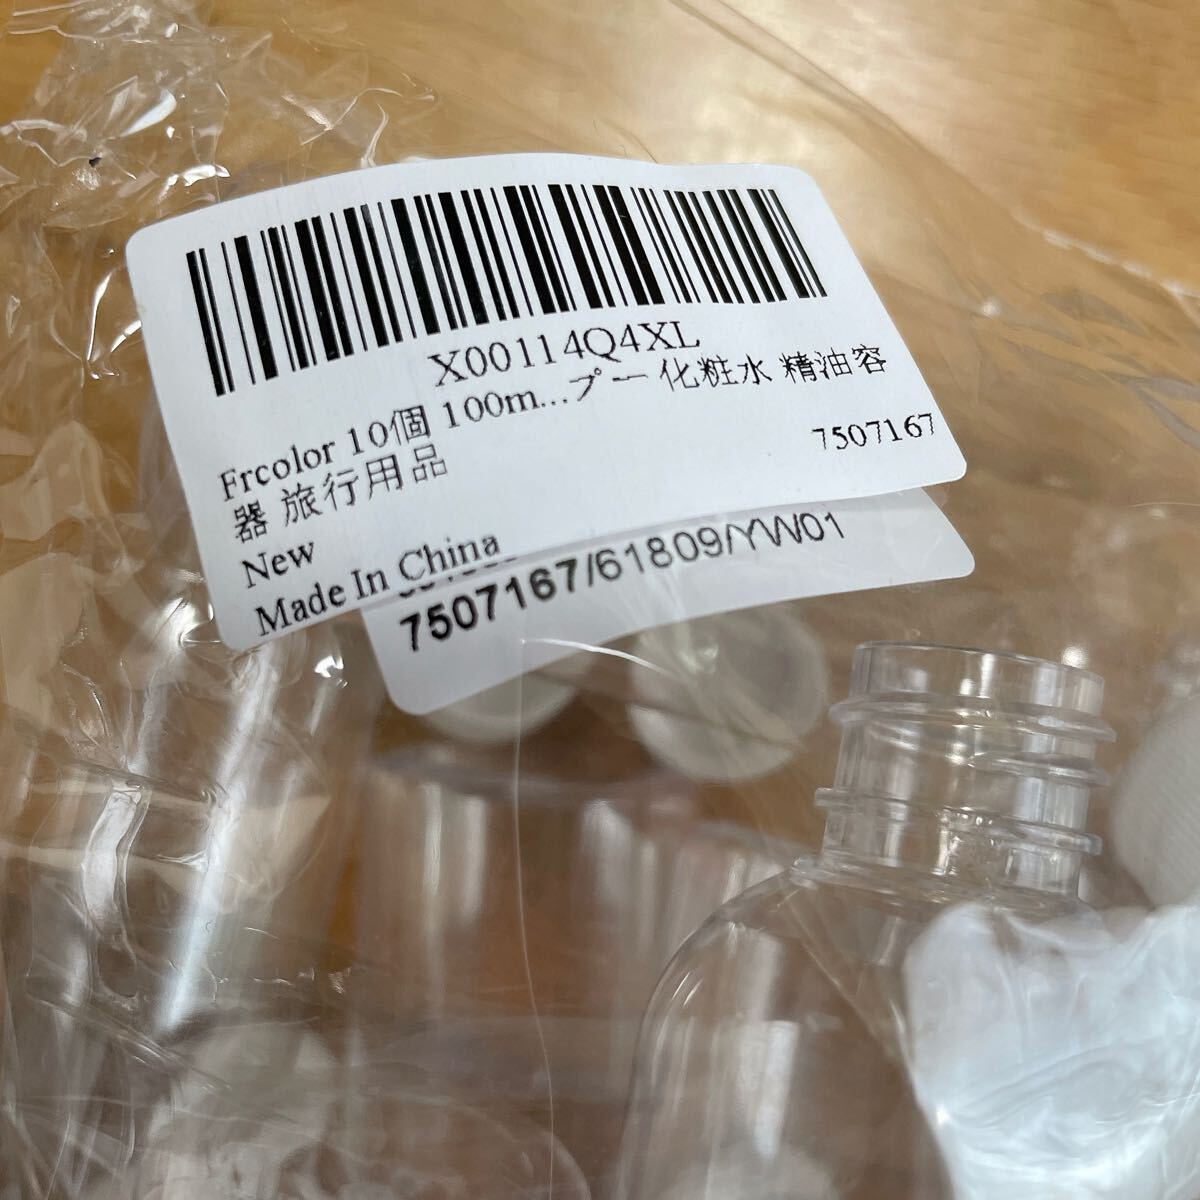 X00114Q4XL
Frcolor 10個 100m...プー 化粧水 精油容
器 旅行用品
7507167
New
Made In China
7507167/61809/YW01